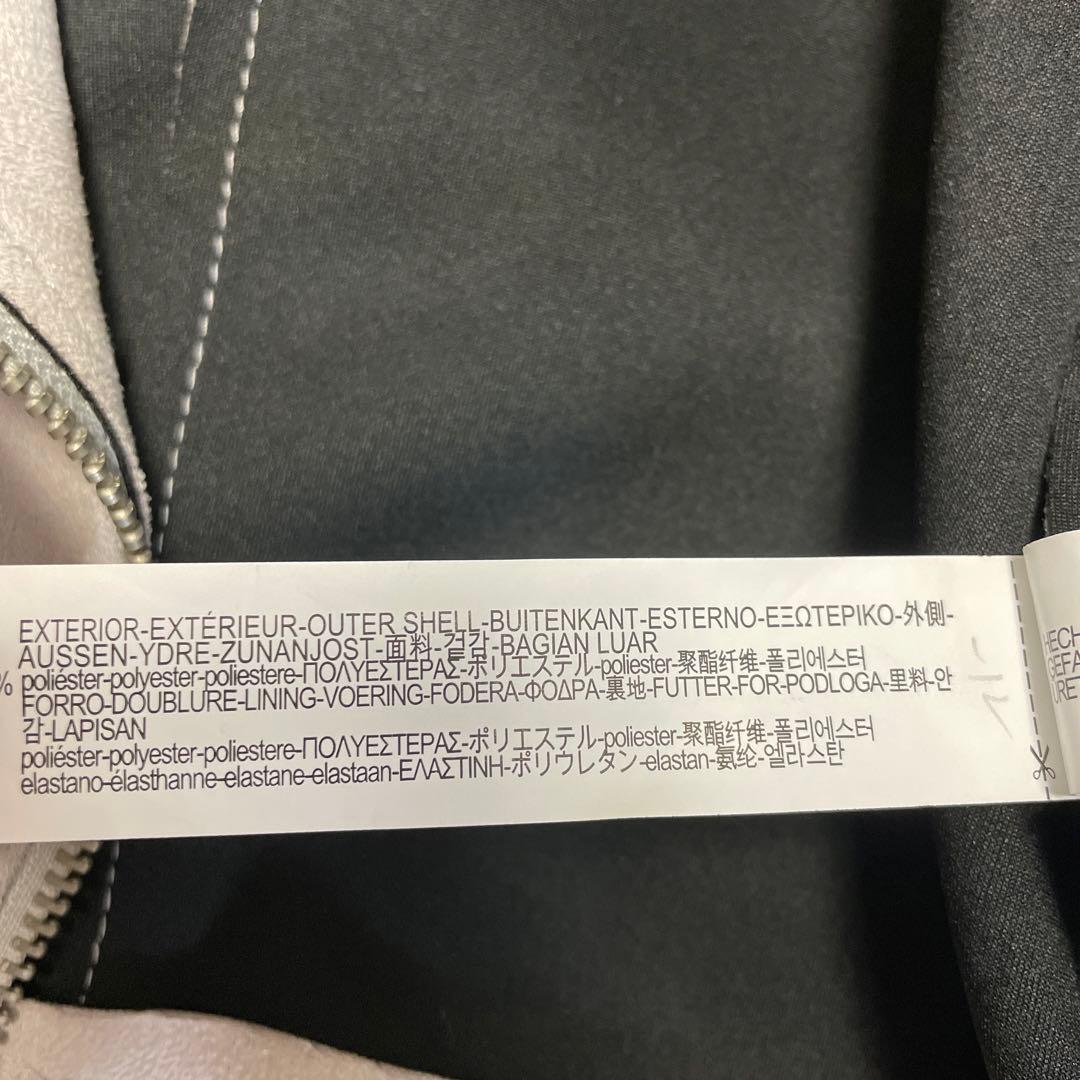 EXTERIOR-EXTÉRIEUR-OUTER SHELL-BUITENKANT-ESTERNO-ΕΞΩΤΕΡΙΚΟ-外側-
AUSSEN-YDRE-ZUNANJOST-面料-겉감-BAGIAN LUAR
% poliéster-polyester-poliestere-ΠΟΛΥΕΣΤΕΡΑΣ-ポリエステル-poliester-聚酯纤维-폴리에스터
FORRO-DOUBLURE-LINING-VOERING-FODERA-ΦΟΔΡΑ-裏地-FUTTER-FOR-PODLOGA-里料-안
감-LAPISAN
poliéster-polyester-poliestere-ΠΟΛΥΕΣΤΕΡΑΣ-ポリエステル-poliester-聚酯纤维-폴리에스터
elastano-élasthanne-elastane-elastaan-ΕΛΑΣΤΙΝΗ-ポリウレタン-elastan-氨纶-엘라스탄
HECH
GEFA
URET